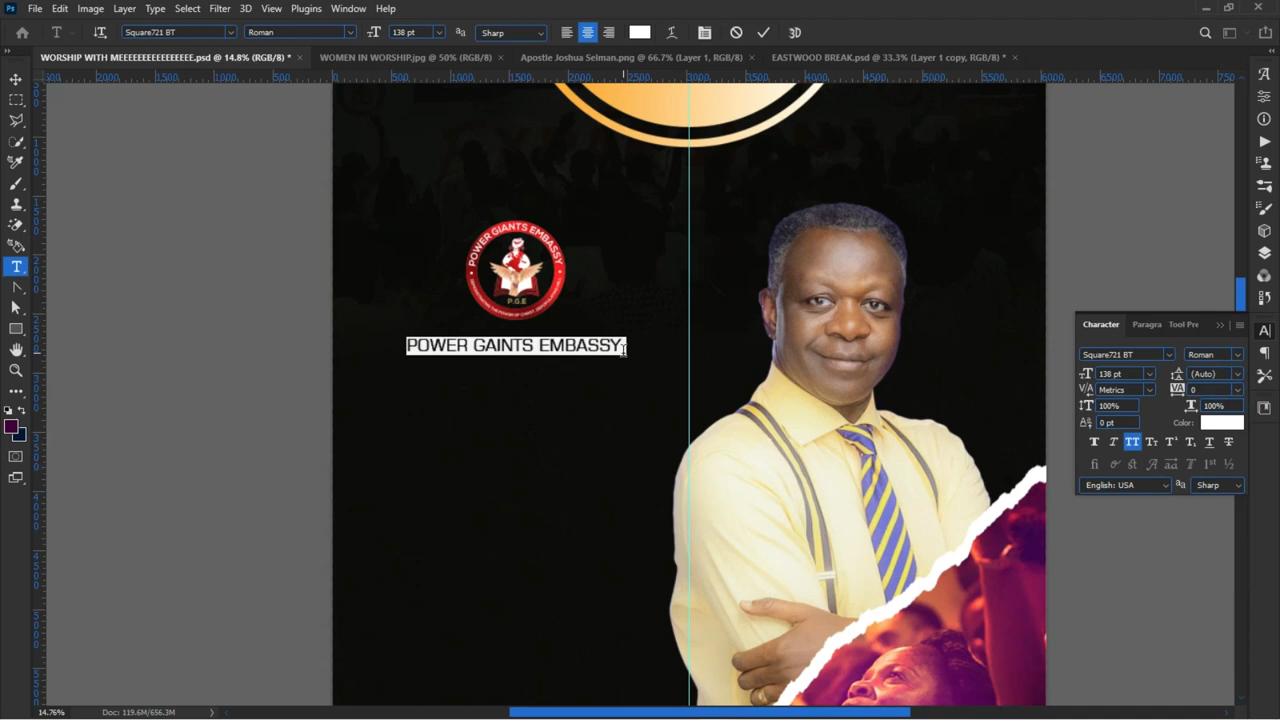 File Edit Image Layer Type Select Filter 3D View Plugins Window Help
Square721 BT Roman 138 pt Sharp 3D
WORSHIP WITH MEEEEEEEEEEEEEEEE.psd @ 14.8% (RGB/8) * × WOMEN IN WORSHIP.jpg @ 50% (RGB/8) × Apostle Joshua Selman.png @ 66.7% (Layer 1, RGB/8) × EASTWOOD BREAK.psd @ 33.3% (Layer 1 copy, RGB/8) * ×
POWER GIANTS EMBASSY
P.G.E
POWER GAINTS EMBASSY
Character Paragra Tool Pre
Square721 BT Roman
138 pt (Auto)
Metrics 0
100% 100%
0 pt Color:
English: USA Sharp
14.76% Doc: 119.6M/656.3M